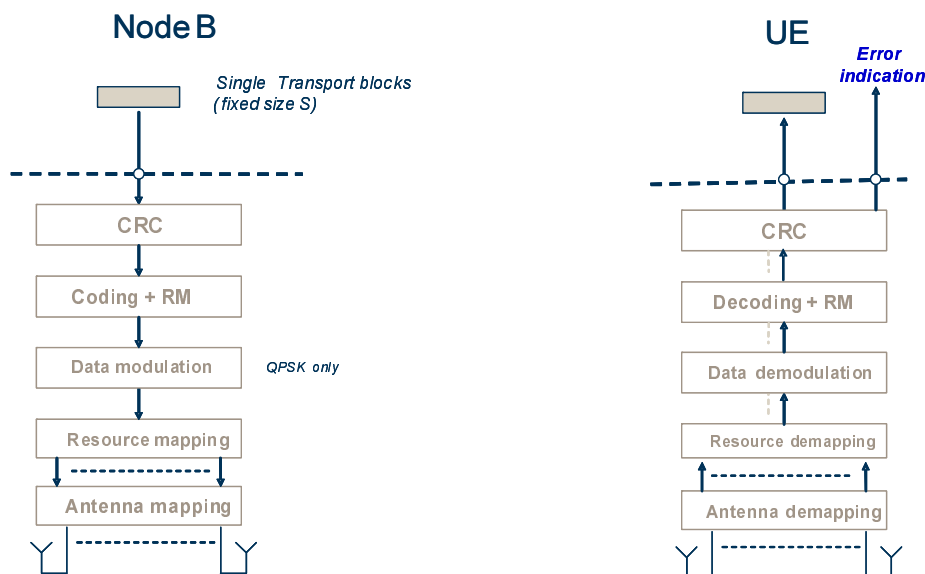 Node B
Single Transport blocks
(fixed size S)
CRC
Coding + RM
Data modulation
QPSK only
Resource mapping
Antenna mapping
UE
Error
indication
CRC
Decoding + RM
Data demodulation
Resource demapping
Antenna demapping